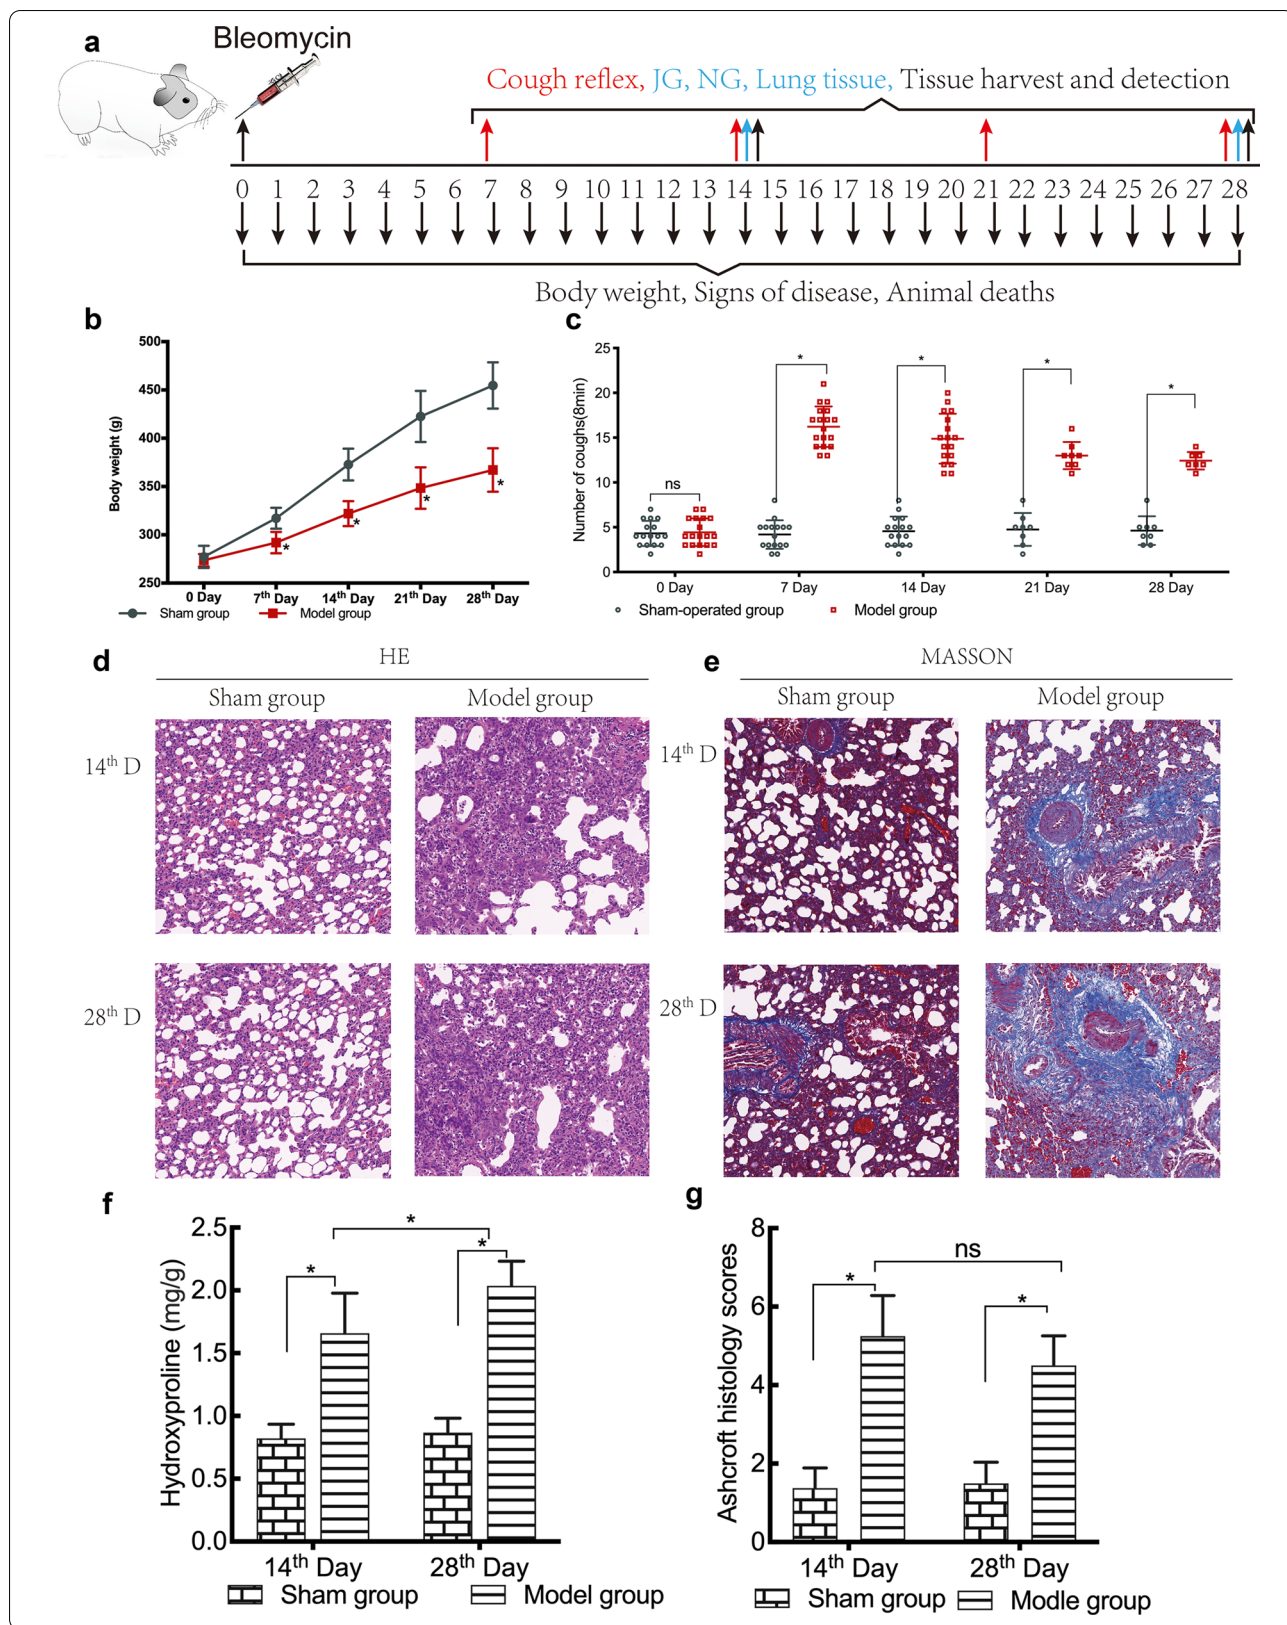 a
Bleomycin
Cough reflex, JG, NG, Lung tissue, Tissue harvest and detection
0 1 2 3 5 6 7 8 9 10 11 12 13 14 15 16 17 18 19 20 21 22 23 24 25 26 27 28
Body weight, Signs of disease, Animal deaths
b
Body weight (g)
500
450
400
350
300
250
*
*
*
*
0 Day 7th Day 14th Day 21th Day 28th Day
Sham group Model group
c
Number of coughs(8min)
25
20
15
10
5
0
ns
*
*
*
*
0 Day 7 Day 14 Day 21 Day 28 Day
Sham-operated group Model group
d
HE
Sham group Model group
14th D
28th D
e
MASSON
Sham group Model group
14th D
28th D
f
Hydroxyproline (mg/g)
2.5
2.0
1.5
1.0
0.5
0.0
*
*
*
14th Day 28th Day
Sham group Model group
g
Ashcroft histology scores
8
6
4
2
0
ns
*
*
14th Day 28th Day
Sham group Modle group